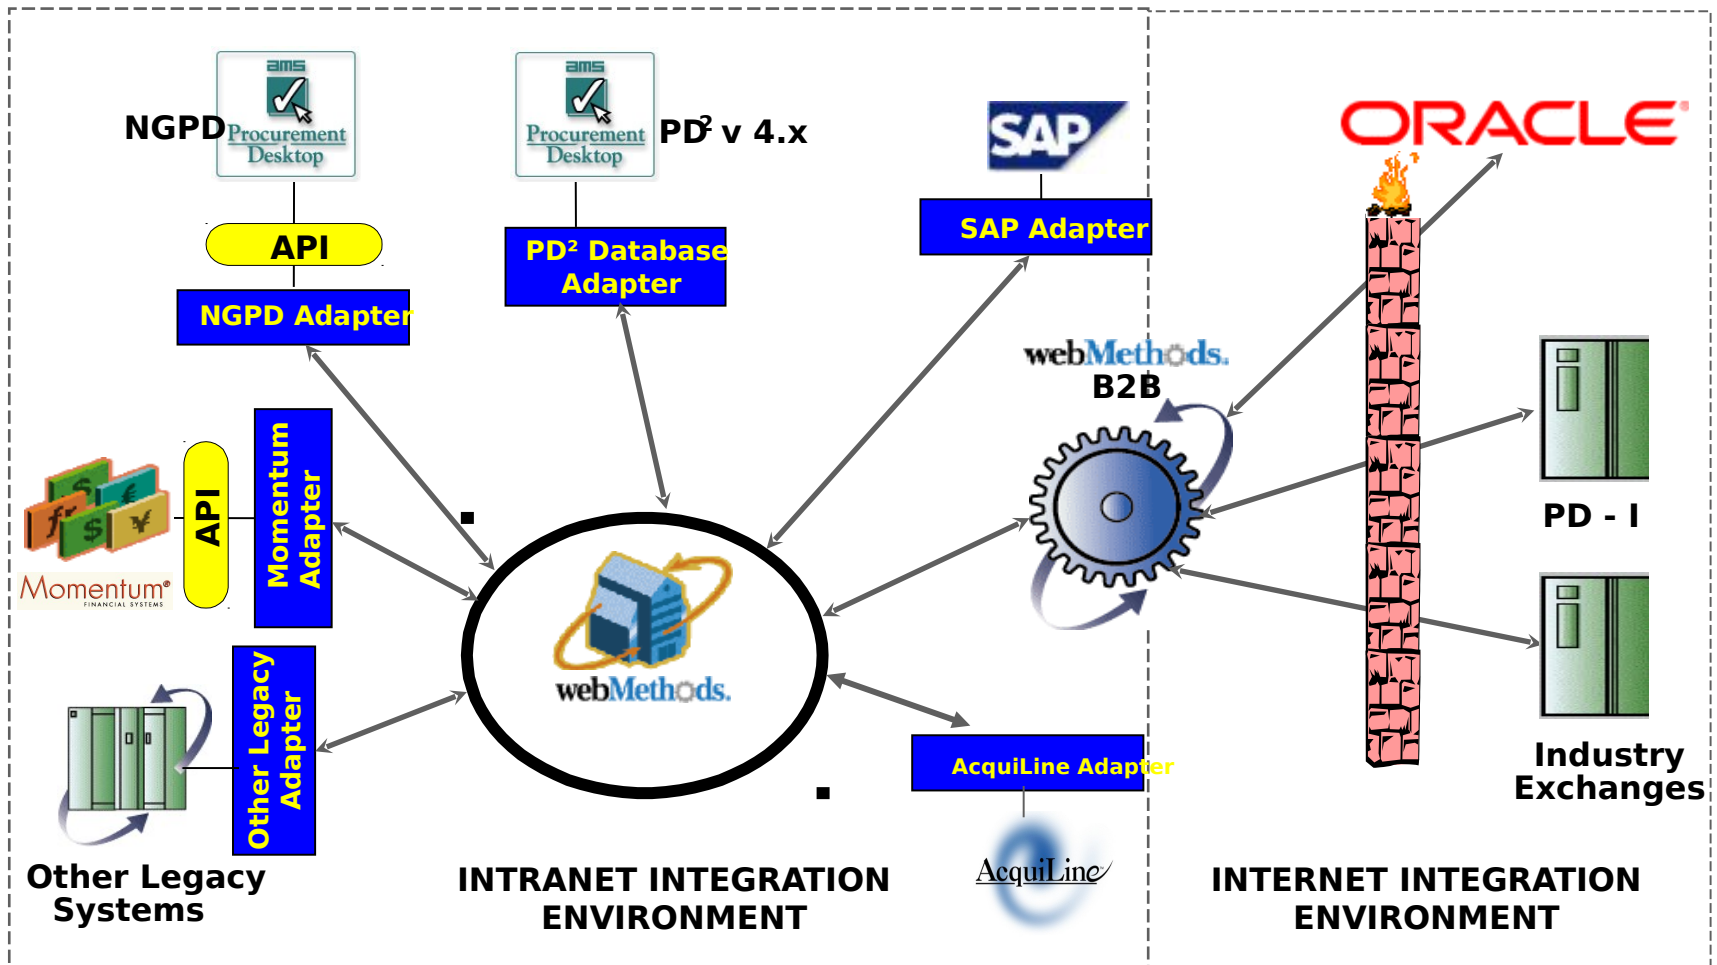 NGPD
ams
Procurement
Desktop
ams
Procurement
Desktop
PD2 v 4.x
SAP
ORACLE®
API
NGPD Adapter
PD² Database
Adapter
SAP Adapter
webMethods.
B2B
Momentum
Adapter
API
$ € fr $ ¥
Momentum®
FINANCIAL SYSTEMS
PD - I
webMethods.
Other Legacy
Adapter
AcquiLine Adapter
Industry
Exchanges
AcquiLine™
Other Legacy
Systems
INTRANET INTEGRATION
ENVIRONMENT
INTERNET INTEGRATION
ENVIRONMENT